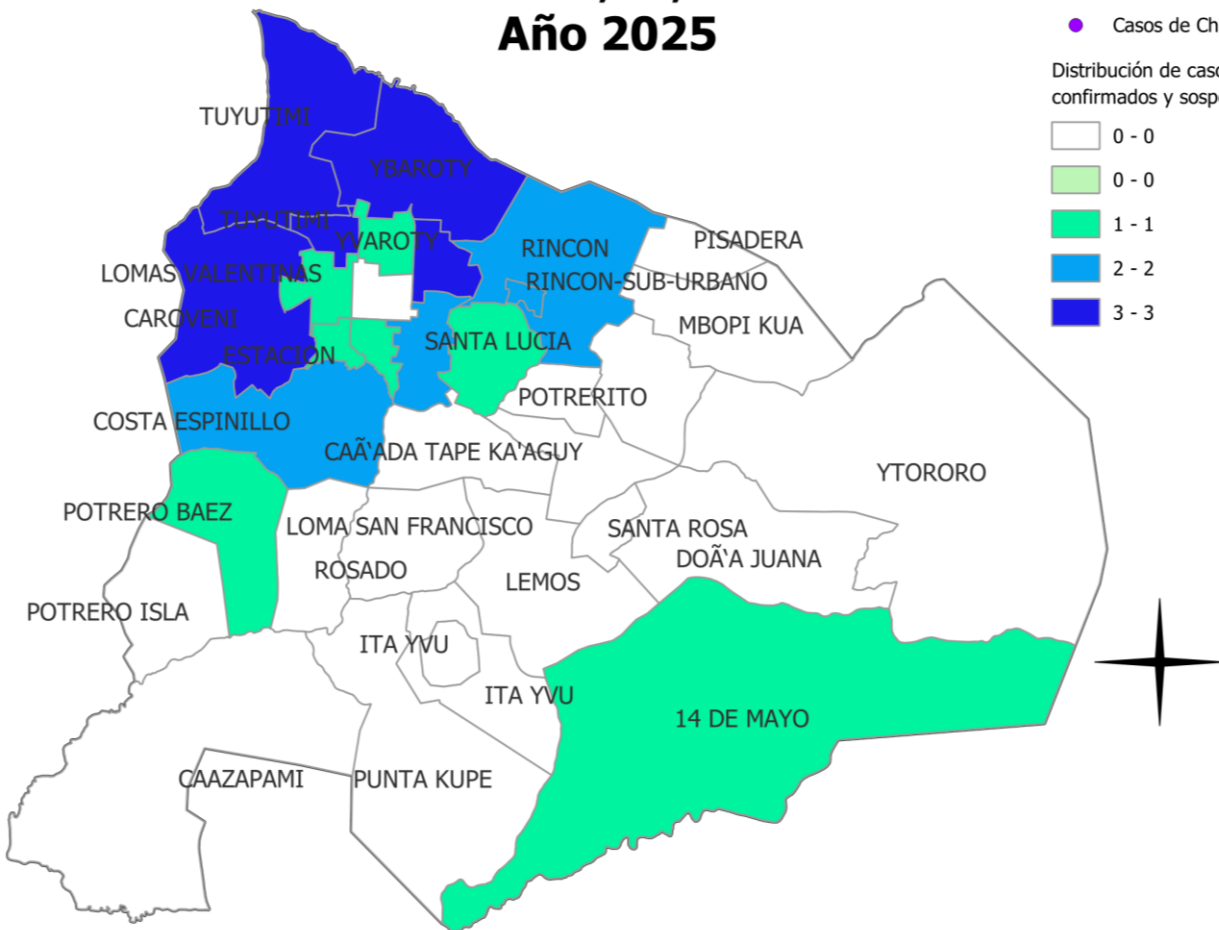 Año 2025
Casos de Ch
Distribución de caso
confirmados y sospe
0 - 0
0 - 0
1 - 1
2 - 2
3 - 3
TUYUTIMI
YBAROTY
TUYUTIMI
YVAROTY
RINCON
PISADERA
LOMAS VALENTINAS
RINCON-SUB-URBANO
CAROVENI
MBOPI KUA
ESTACION
SANTA LUCIA
POTRERITO
COSTA ESPINILLO
CAÃ‘ADA TAPE KA'AGUY
YTORORO
POTRERO BAEZ
LOMA SAN FRANCISCO
SANTA ROSA
DOÃ‘A JUANA
ROSADO
LEMOS
POTRERO ISLA
ITA YVU
ITA YVU
14 DE MAYO
CAAZAPAMI
PUNTA KUPE